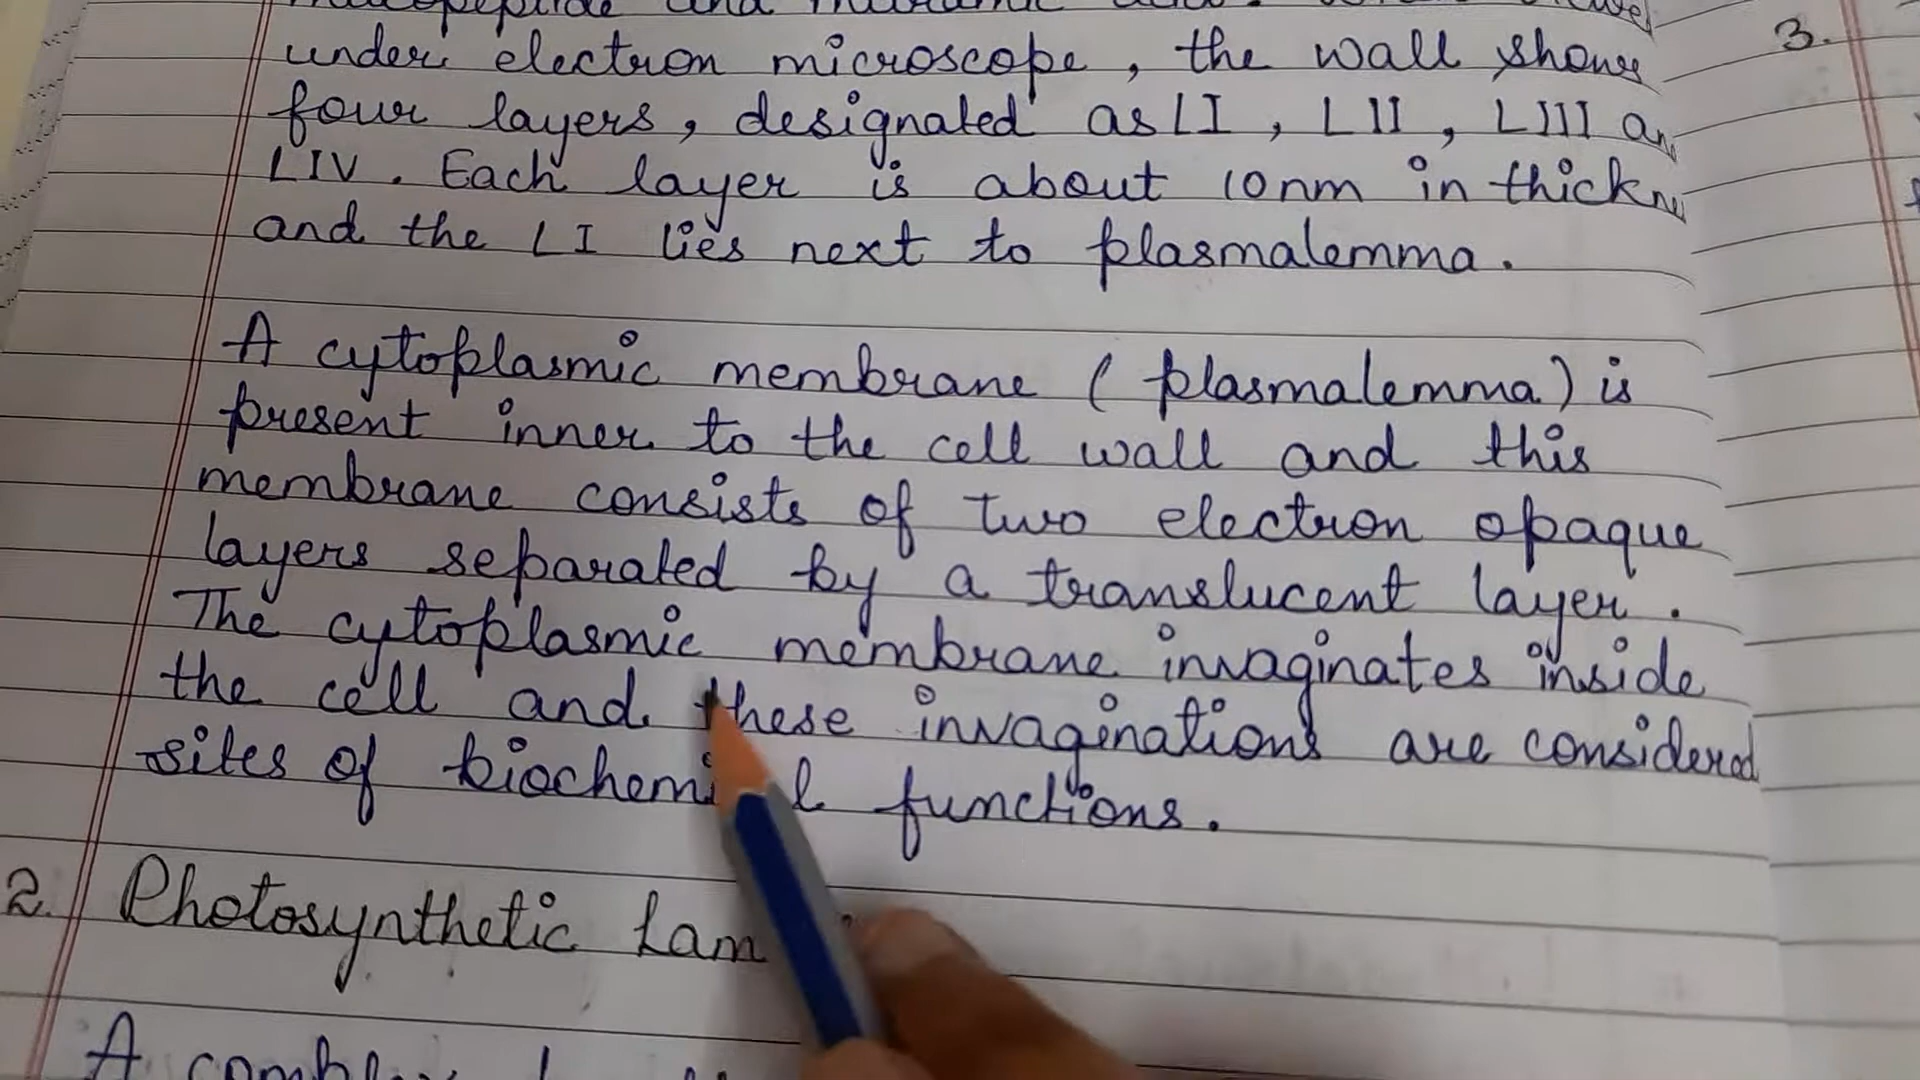 and
under electron microscope, the wall shows
four layers, designated as LI, LII, LIII
LIV. Each layer is about 10nm in
and the LI lies next to plasmalemma.
A cytoplasmic membrane (plasmalemma) is
present inner to the cell wall and this
membrane consists of two electron opaque
layers separated by a translucent layer.
The cytoplasmic membrane invaginates inside
the cell and these invaginations are considered
sites of functions.
2. Photosynthetic
A
3.